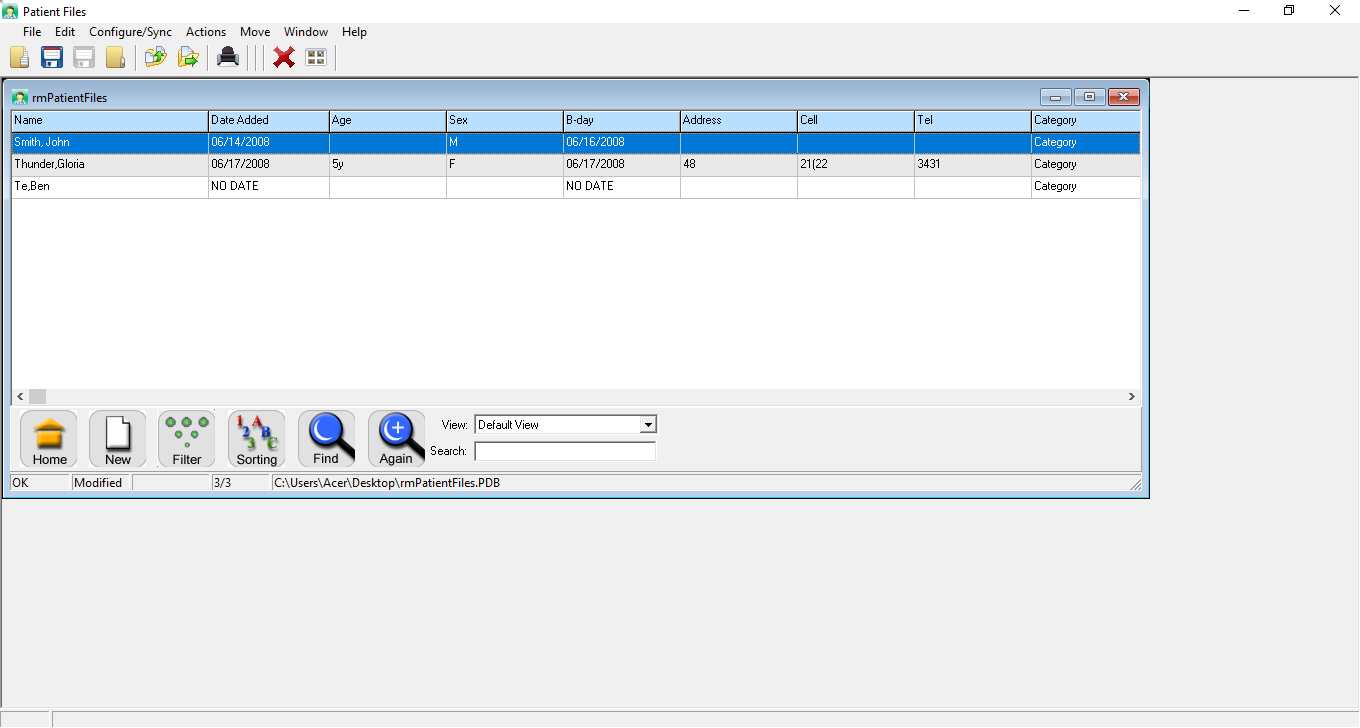 Patient Files
File Edit Configure/Sync Actions Move Window Help
rmPatientFiles
Name Date Added Age Sex B-day Address Cell Tel Category
Smith, John 06/14/2008 M 06/16/2008 Category
Thunder,Gloria 06/17/2008 5y F 06/17/2008 48 21(22 3431 Category
Te,Ben NO DATE NO DATE Category
Home New Filter Sorting Find Again
View: Default View
Search:
OK Modified 3/3 C:\Users\Acer\Desktop\rmPatientFiles.PDB